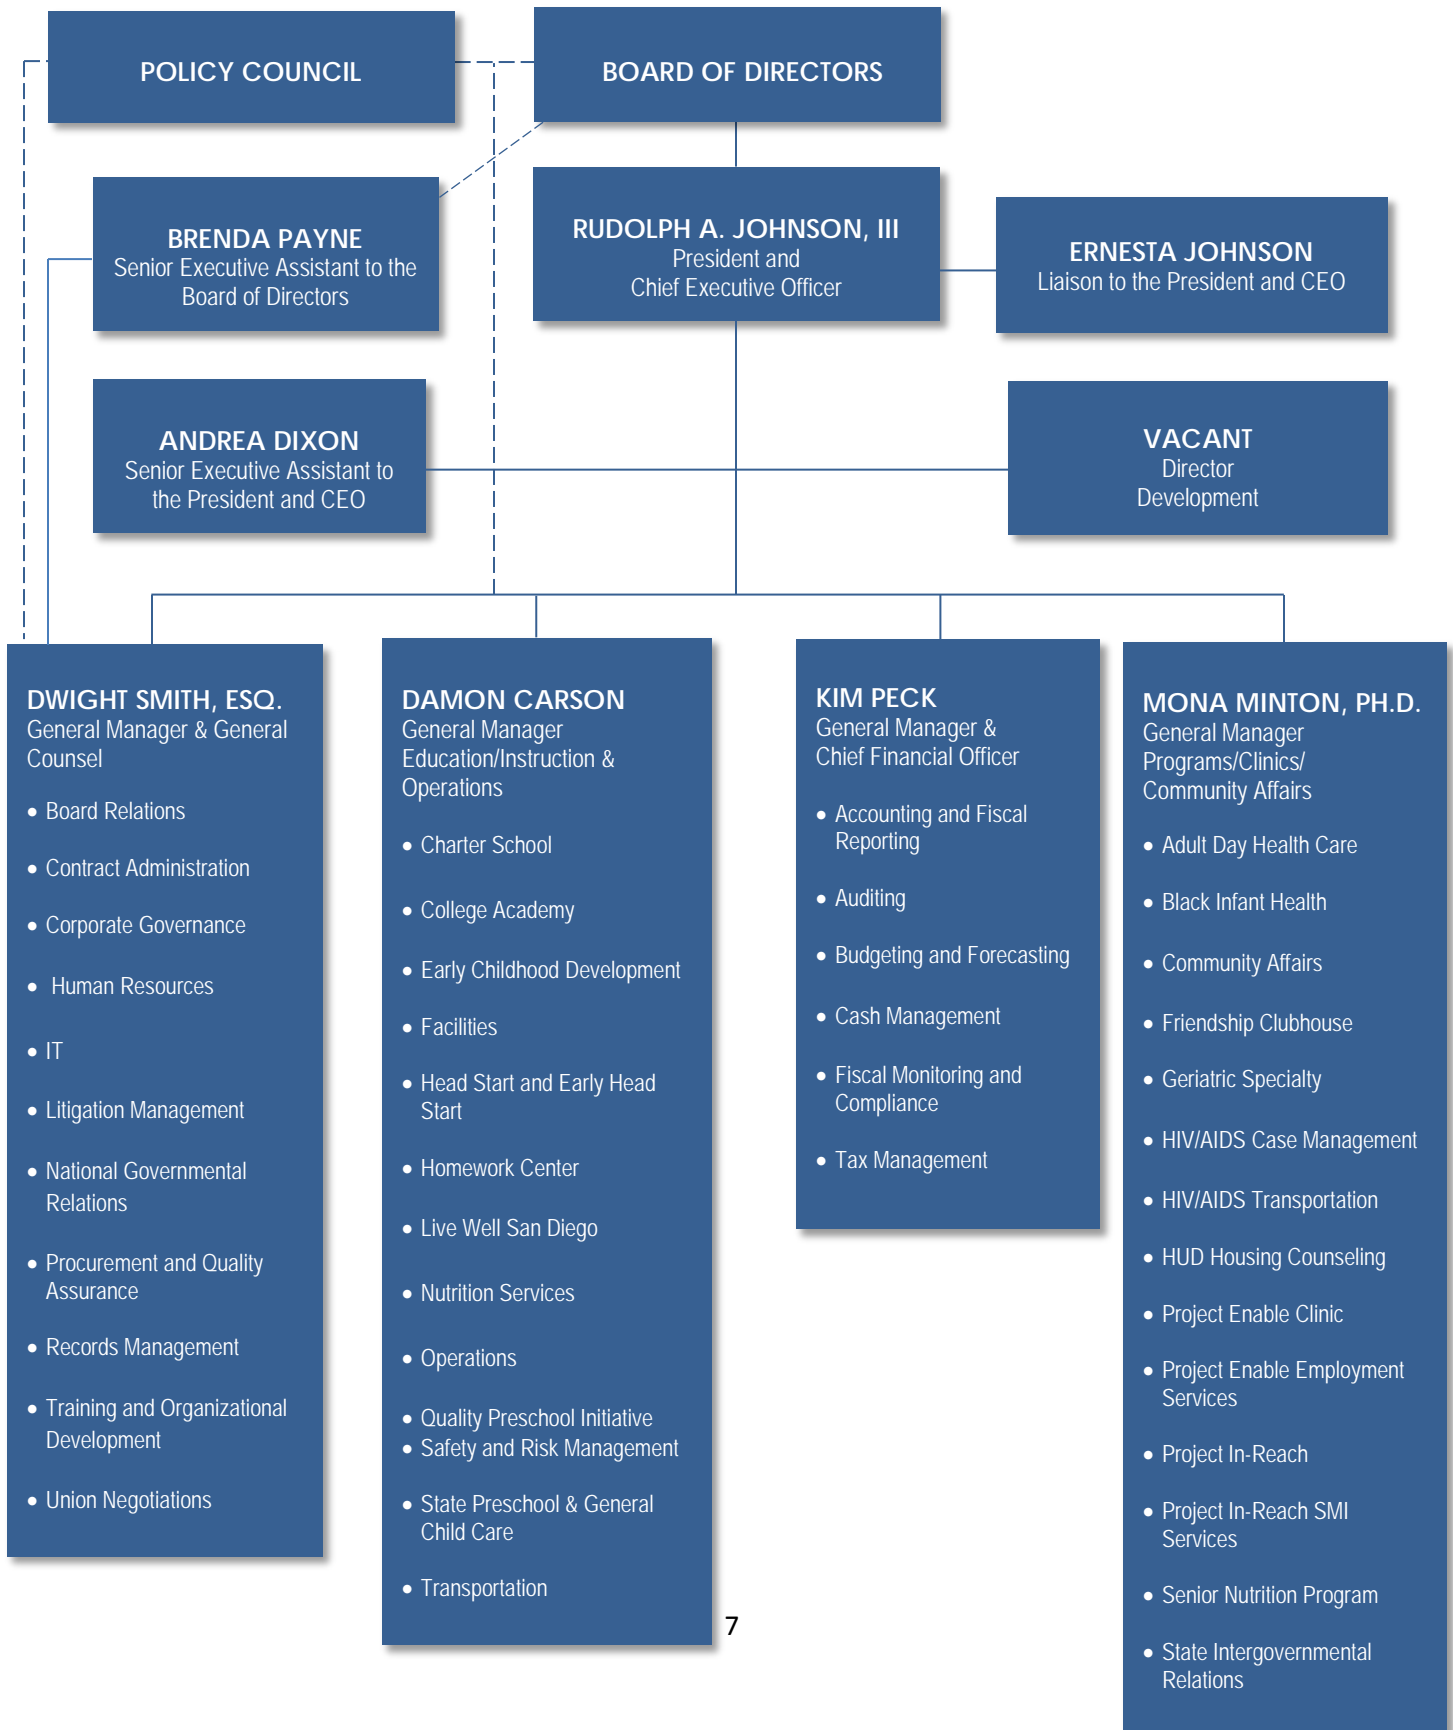 POLICY COUNCIL
BOARD OF DIRECTORS
BRENDA PAYNE
Senior Executive Assistant to the
Board of Directors
RUDOLPH A. JOHNSON, III
President and
Chief Executive Officer
ERNESTA JOHNSON
Liaison to the President and CEO
ANDREA DIXON
Senior Executive Assistant to
the President and CEO
VACANT
Director
Development
DWIGHT SMITH, ESQ.
General Manager & General
Counsel
• Board Relations
• Contract Administration
• Corporate Governance
• Human Resources
• IT
• Litigation Management
• National Governmental
Relations
• Procurement and Quality
Assurance
• Records Management
• Training and Organizational
Development
• Union Negotiations
DAMON CARSON
General Manager
Education/Instruction &
Operations
• Charter School
• College Academy
• Early Childhood Development
• Facilities
• Head Start and Early Head
Start
• Homework Center
• Live Well San Diego
• Nutrition Services
• Operations
• Quality Preschool Initiative
• Safety and Risk Management
• State Preschool & General
Child Care
• Transportation
KIM PECK
General Manager &
Chief Financial Officer
• Accounting and Fiscal
Reporting
• Auditing
• Budgeting and Forecasting
• Cash Management
• Fiscal Monitoring and
Compliance
• Tax Management
MONA MINTON, PH.D.
General Manager
Programs/Clinics/
Community Affairs
• Adult Day Health Care
• Black Infant Health
• Community Affairs
• Friendship Clubhouse
• Geriatric Specialty
• HIV/AIDS Case Management
• HIV/AIDS Transportation
• HUD Housing Counseling
• Project Enable Clinic
• Project Enable Employment
Services
• Project In-Reach
• Project In-Reach SMI
Services
• Senior Nutrition Program
• State Intergovernmental
Relations
7